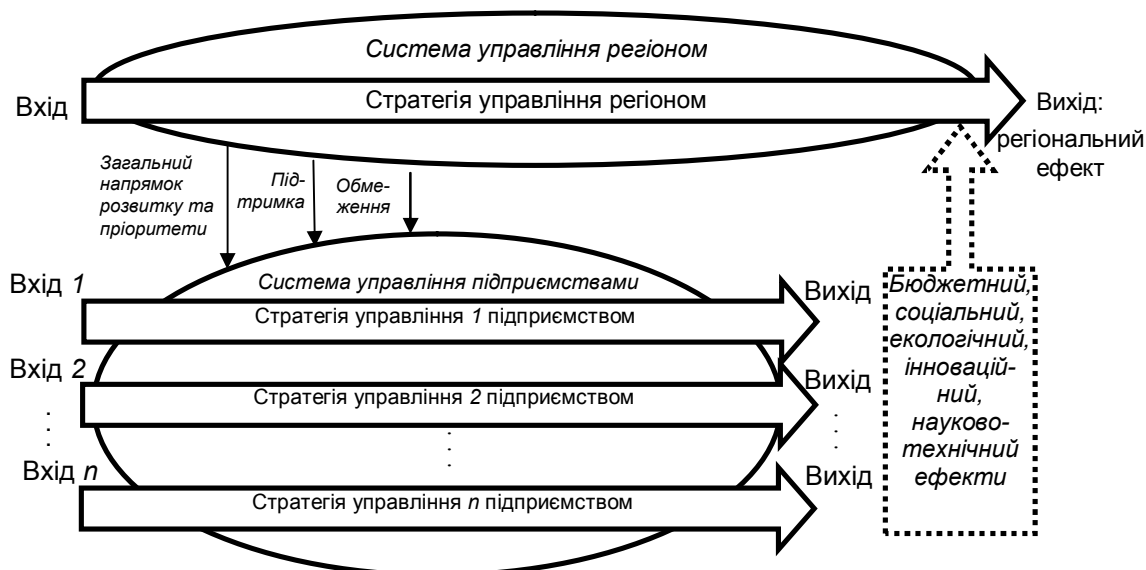 Система управління регіоном
Вхід
Стратегія управління регіоном
Вихід:
регіональний
ефект
Загальний
напрямок
розвитку та
пріоритети
Під-
тримка
Обме-
ження
Система управління підприємствами
Вхід 1
Стратегія управління 1 підприємством
Вихід
Вхід 2
Стратегія управління 2 підприємством
Вихід
Вхід n
Стратегія управління n підприємством
Вихід
Бюджетний,
соціальний,
екологічний,
інновацій-
ний,
науково-
технічний
ефекти